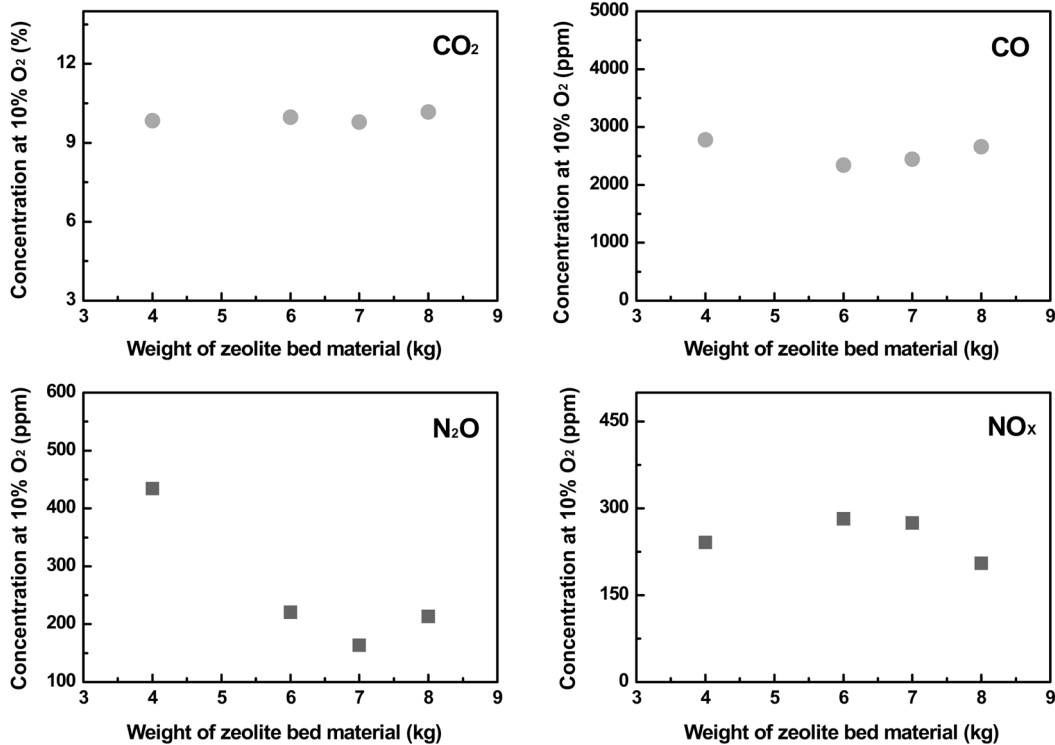 Concentration at 10% O₂ (%)
12
9
6
3
CO₂
3 4 5 6 7 8 9
Weight of zeolite bed material (kg)
Concentration at 10% O₂ (ppm)
5000
4000
3000
2000
1000
0
CO
3 4 5 6 7 8 9
Weight of zeolite bed material (kg)
Concentration at 10% O₂ (ppm)
600
500
400
300
200
100
N₂O
3 4 5 6 7 8 9
Weight of zeolite bed material (kg)
Concentration at 10% O₂ (ppm)
450
300
150
0
NOₓ
3 4 5 6 7 8 9
Weight of zeolite bed material (kg)